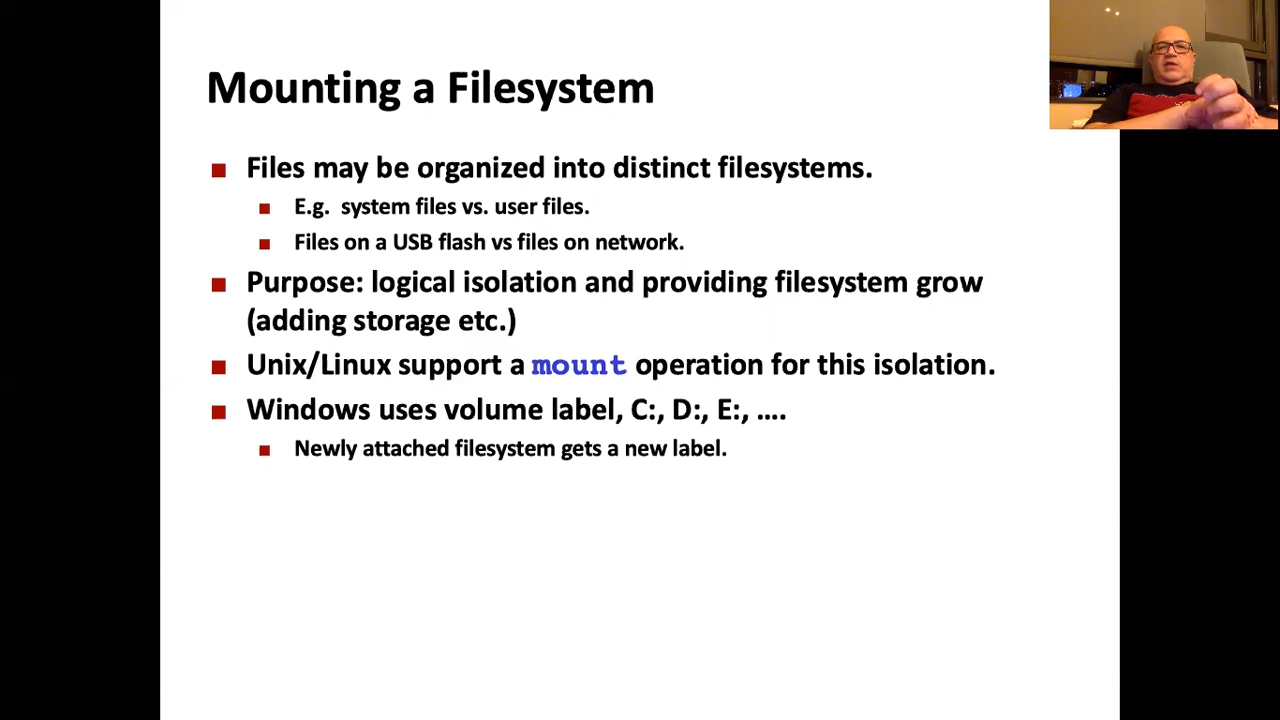 Mounting a Filesystem
Files may be organized into distinct filesystems.
E.g. system files vs. user files.
Files on a USB flash vs files on network.
Purpose: logical isolation and providing filesystem grow
(adding storage etc.)
Unix/Linux support a mount operation for this isolation.
Windows uses volume label, C:, D:, E:, ....
Newly attached filesystem gets a new label.